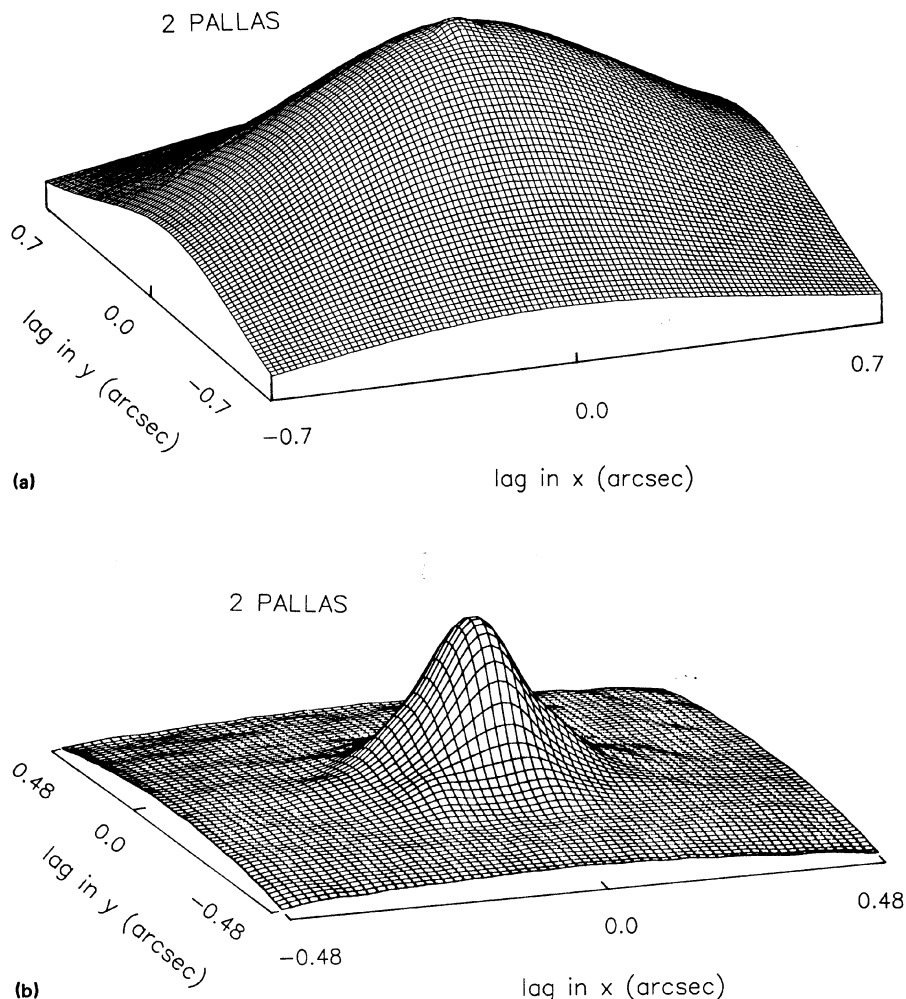 2 PALLAS
0.7
0.0
-0.7
lag in y (arcsec)
-0.7
0.0
0.7
lag in x (arcsec)
(a)
2 PALLAS
0.48
0.0
-0.48
lag in y (arcsec)
-0.48
0.0
0.48
lag in x (arcsec)
(b)